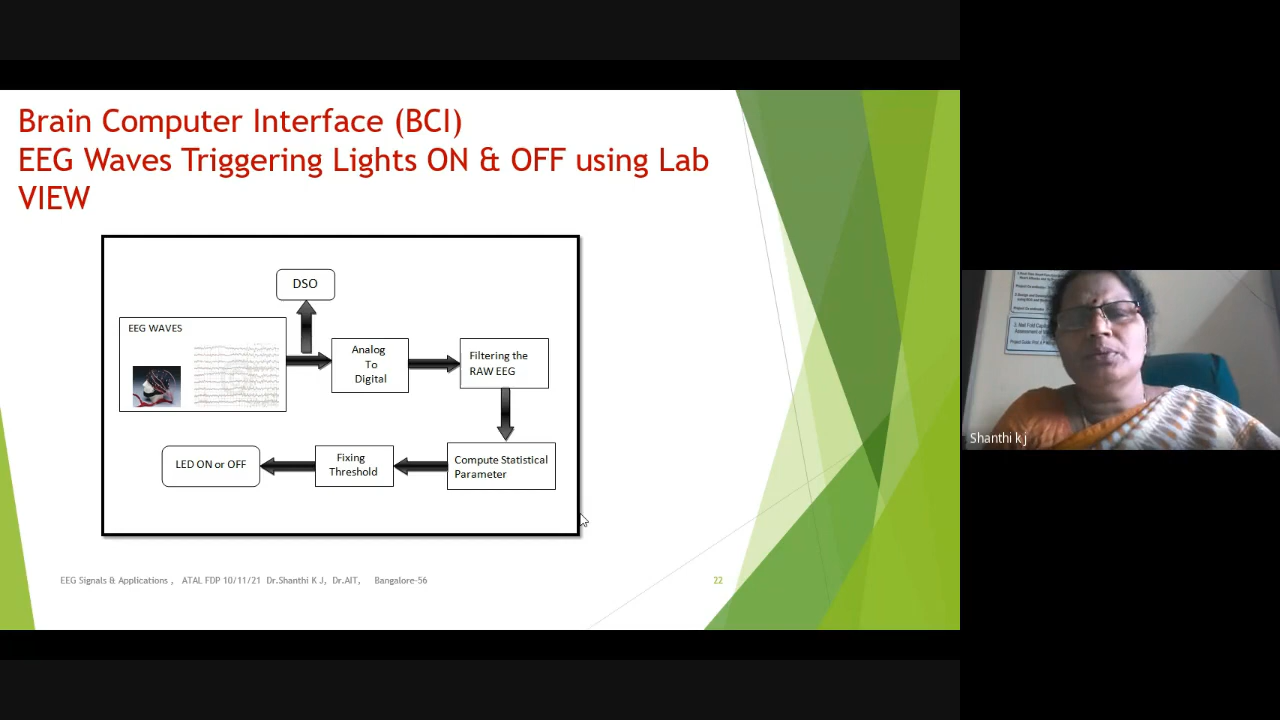 Brain Computer Interface (BCI)
EEG Waves Triggering Lights ON & OFF using Lab
VIEW
DSO
EEG WAVES
Analog
To
Digital
Filtering the
RAW EEG
LED ON or OFF
Fixing
Threshold
Compute Statistical
Parameter
EEG Signals & Applications , ATAL FDP 10/11/21 Dr.Shanthi K J, Dr.AIT, Bangalore-56
22
Shanthi k j